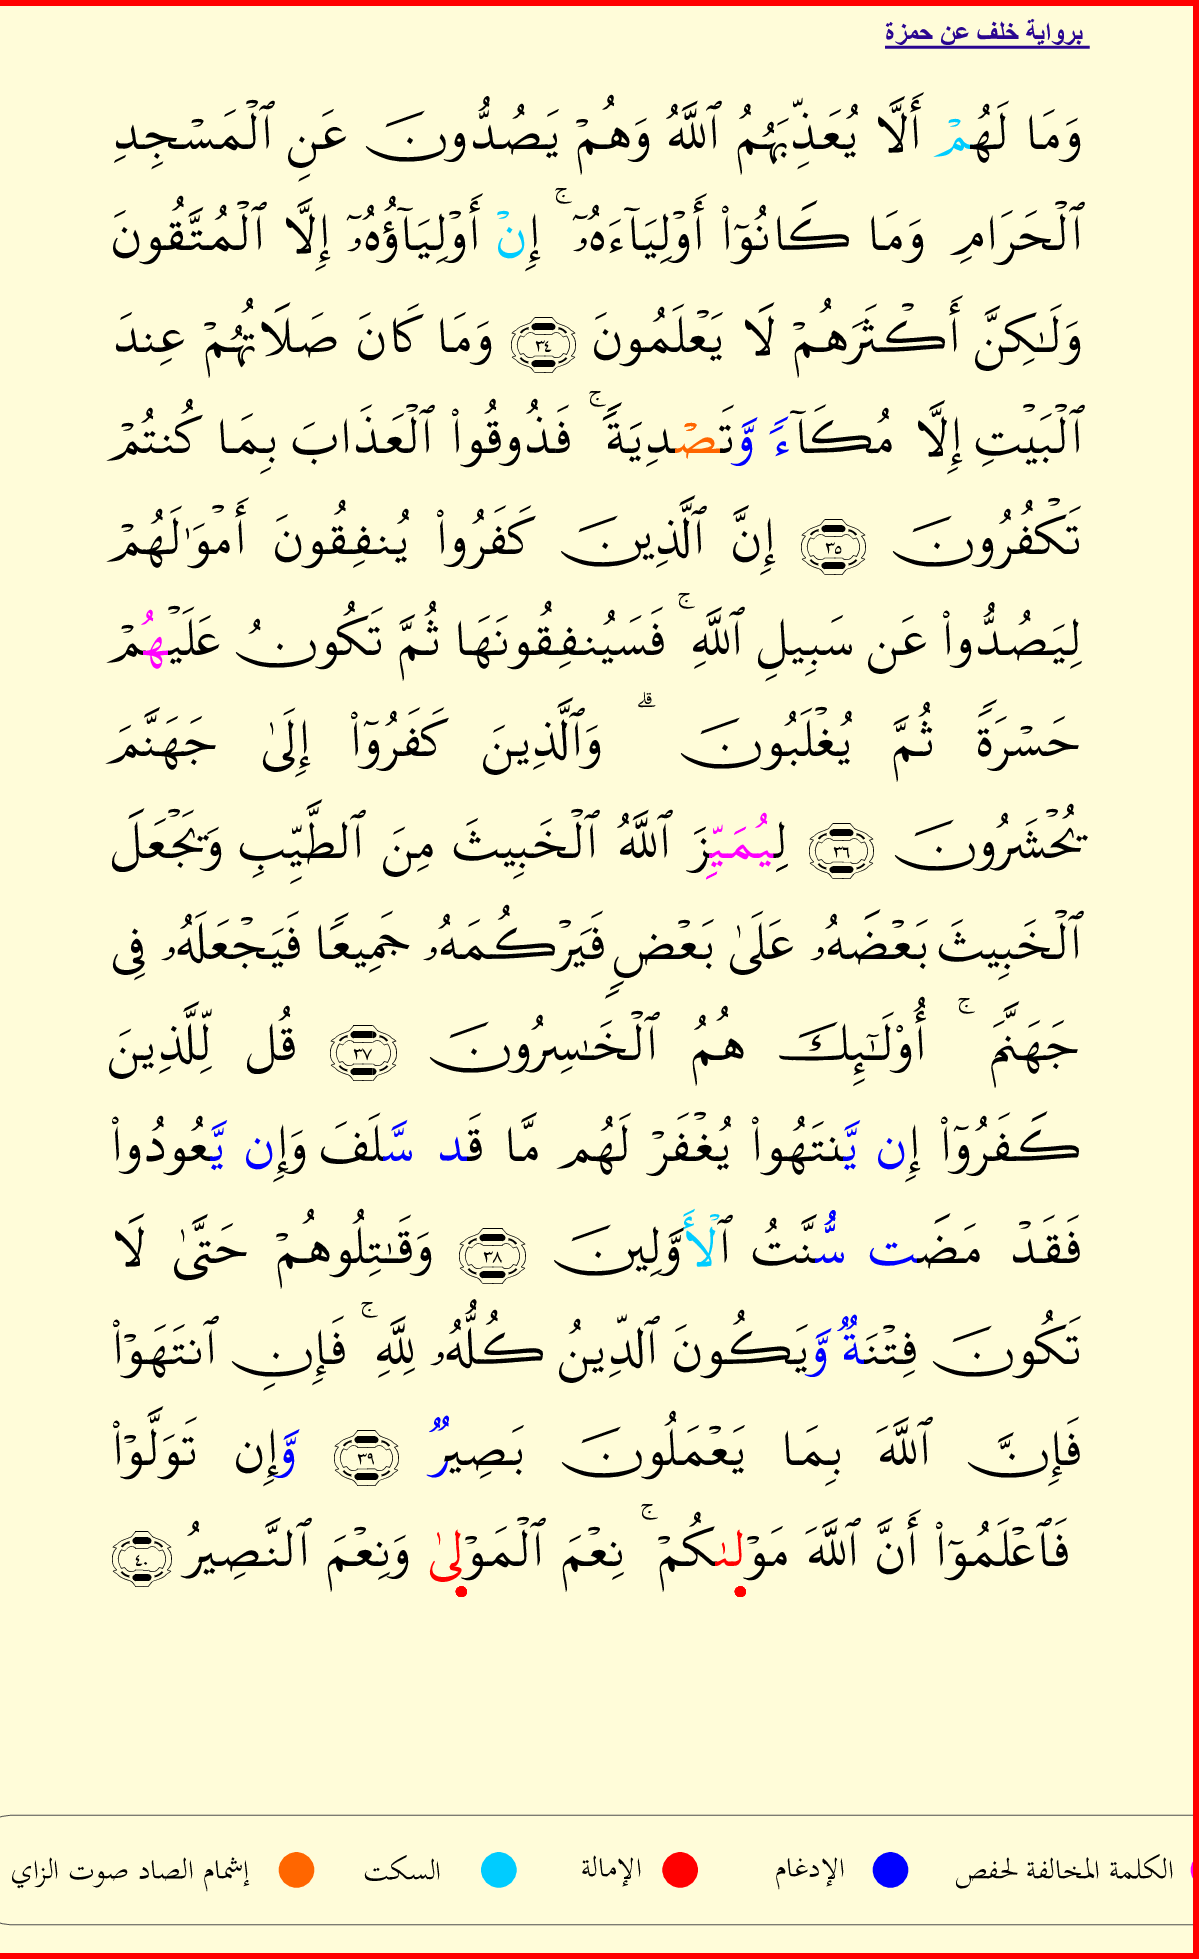 برواية خلف عن حمزة
وَمَا لَهُمْ أَلَّا يُعَذِّبَهُمُ ٱللَّهُ وَهُمْ يَصُدُّونَ عَنِ ٱلْمَسْجِدِ
ٱلْحَرَامِ وَمَا كَانُوٓا۟ أَوْلِيَآءَهُۥٓ ۚ إِنْ أَوْلِيَآؤُهُۥٓ إِلَّا ٱلْمُتَّقُونَ
وَلَـٰكِنَّ أَكْثَرَهُمْ لَا يَعْلَمُونَ ٣٤ وَمَا كَانَ صَلَاتُهُمْ عِندَ
ٱلْبَيْتِ إِلَّا مُكَآءً وَّتَصْدِيَةً ۚ فَذُوقُوا۟ ٱلْعَذَابَ بِمَا كُنتُمْ
تَكْفُرُونَ ٣٥ إِنَّ ٱلَّذِينَ كَفَرُوا۟ يُنفِقُونَ أَمْوَٰلَهُمْ
لِيَصُدُّوا۟ عَن سَبِيلِ ٱللَّهِ ۚ فَسَيُنفِقُونَهَا ثُمَّ تَكُونُ عَلَيْهُمْ
حَسْرَةً ثُمَّ يُغْلَبُونَ ۗ وَٱلَّذِينَ كَفَرُوٓا۟ إِلَىٰ جَهَنَّمَ
يُحْشَرُونَ ٣٦ لِيُمَيِّزَ ٱللَّهُ ٱلْخَبِيثَ مِنَ ٱلطَّيِّبِ وَيَجْعَلَ
ٱلْخَبِيثَ بَعْضَهُۥ عَلَىٰ بَعْضٍ فَيَرْكُمَهُۥ جَمِيعًا فَيَجْعَلَهُۥ فِى
جَهَنَّمَ ۚ أُو۟لَـٰٓئِكَ هُمُ ٱلْخَـٰسِرُونَ ٣٧ قُل لِّلَّذِينَ
كَفَرُوٓا۟ إِن يَّنتَهُوا۟ يُغْفَرْ لَهُم مَّا قَد سَّلَفَ وَإِن يَّعُودُوا۟
فَقَدْ مَضَت سُّنَّتُ ٱلْأَوَّلِينَ ٣٨ وَقَـٰتِلُوهُمْ حَتَّىٰ لَا
تَكُونَ فِتْنَةٌ وَّيَكُونَ ٱلدِّينُ كُلُّهُۥ لِلَّهِ ۚ فَإِنِ ٱنتَهَوْا۟
فَإِنَّ ٱللَّهَ بِمَا يَعْمَلُونَ بَصِيرٌ ٣٩ وَّإِن تَوَلَّوْا۟
فَٱعْلَمُوٓا۟ أَنَّ ٱللَّهَ مَوْلَىٰكُمْ ۚ نِعْمَ ٱلْمَوْلَىٰ وَنِعْمَ ٱلنَّصِيرُ ٤٠
الكلمة المخالفة لحفص الإدغام الإمالة السكت إشمام الصاد صوت الزاي